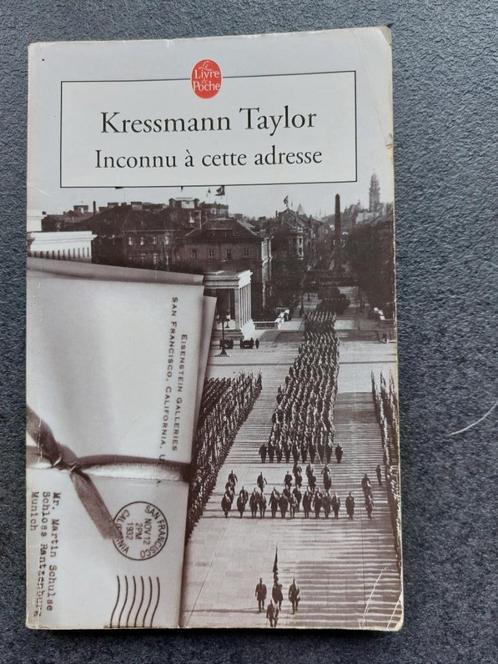 Le
Livre
de
Poche
Kressmann Taylor
Inconnu à cette adresse
EISENSTEIN GALLERIES
SAN FRANCISCO, CALIFORNIA, U
SAN FRANCISCO
NOV 12
2PM
1932
CALIFORNIA
Mr. Martin Schulse
Schloss Rantzenburg
Munich